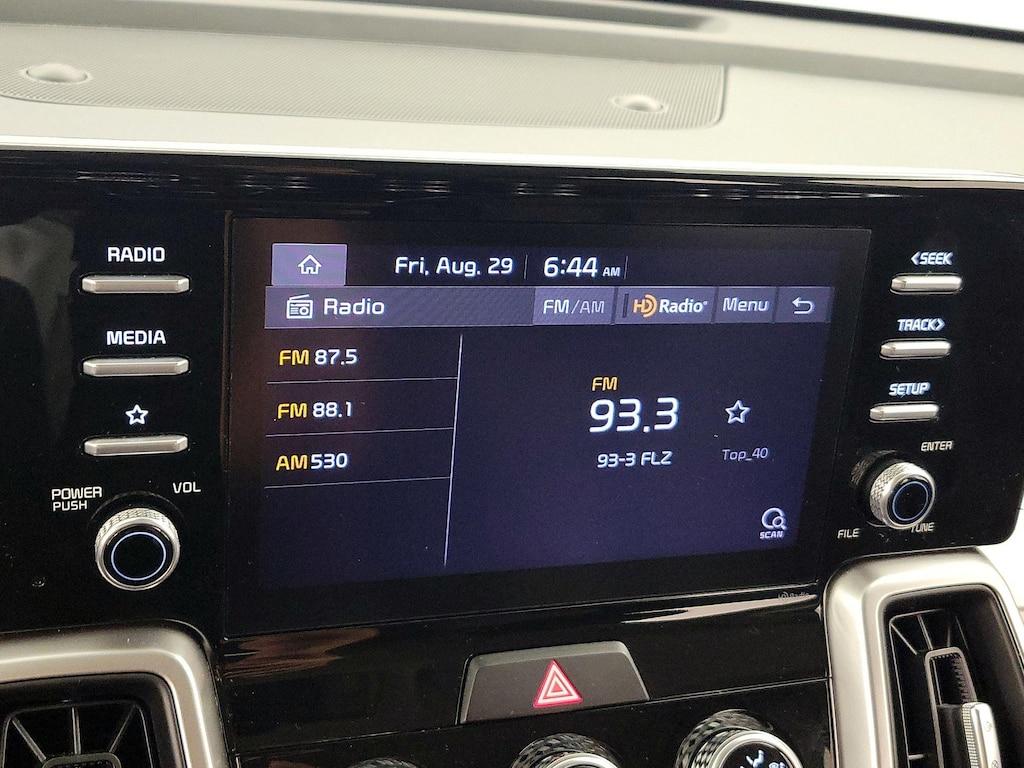 RADIO
MEDIA
POWER
PUSH
VOL
Fri, Aug. 29 6:44 AM
Radio FM/AM HD Radio Menu
FM 87.5
FM 88.1
AM 530
FM
93.3
93-3 FLZ Top_40
SCAN
HD Radio
<SEEK
TRACK>
SETUP
ENTER
FILE
TUNE